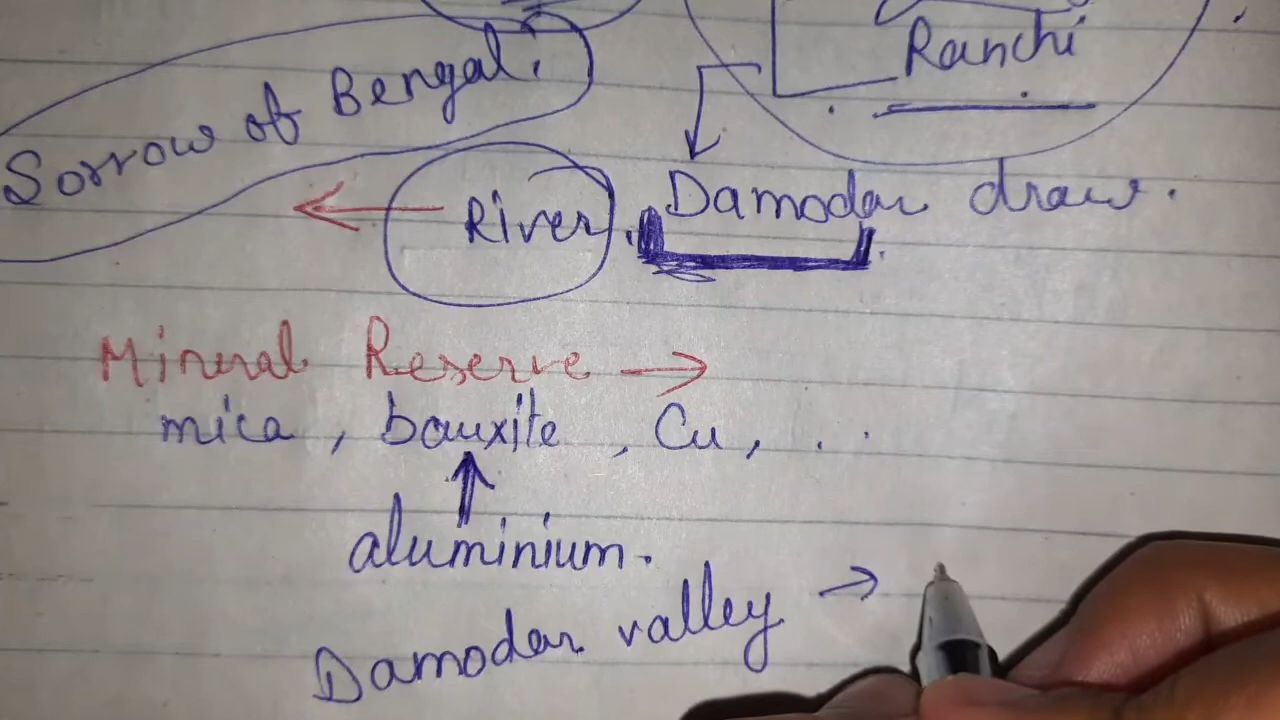 Ranchi
Sorrow of Bengal.
River. Damodar draw.
Mineral Reserve →
mica, bauxite, Cu, ...
aluminium.
Damodar valley →